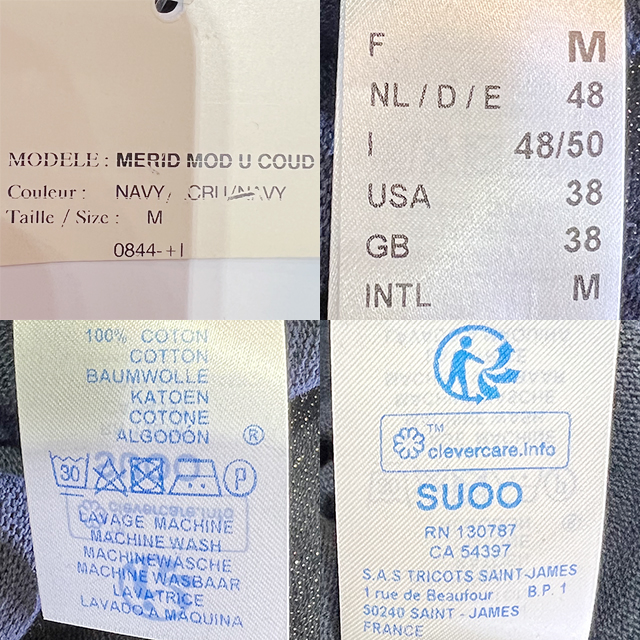 MODELE : MERID MOD U COUD
Couleur : NAVY/ CRU/NAVY
Taille / Size : M
0844-+I
F M
NL / D / E 48
I 48/50
USA 38
GB 38
INTL M
100% COTON
COTTON
BAUMWOLLE
KATOEN
COTONE
ALGODÓN ®
30 P
LAVAGE MACHINE
MACHINE WASH
MACHINEWASCHE
MACHINE WASBAAR
LAVATRICE
LAVADO A MAQUINA
TM
clevercare.info
SUOO
RN 130787
CA 54397
S.A.S TRICOTS SAINT-JAMES
1 rue de Beaufour B.P. 1
50240 SAINT - JAMES
FRANCE